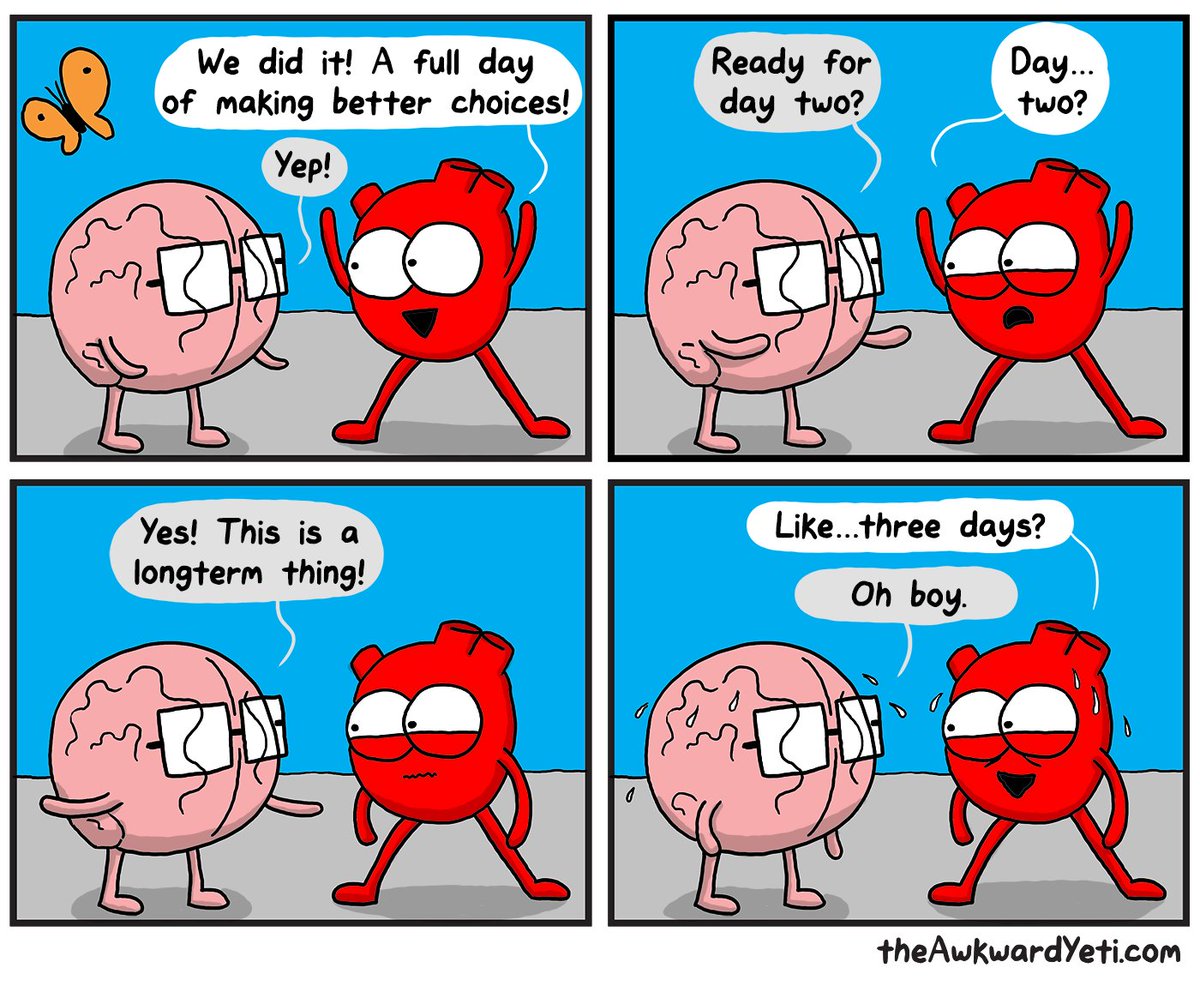 We did it! A full day
of making better choices!
Yep!
Ready for
day two?
Day...
two?
Yes! This is a
longterm thing!
Like...three days?
Oh boy.
theAwkwardYeti.com